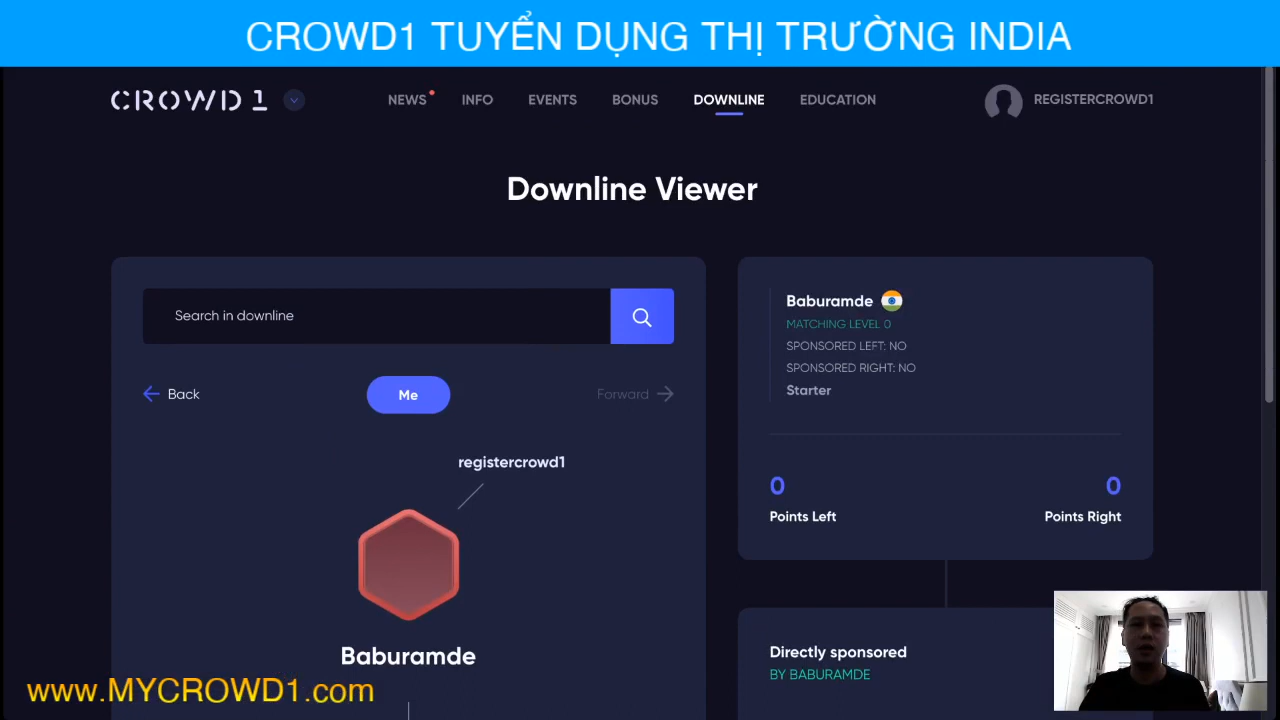 CROWD1 TUYỂN DỤNG THỊ TRƯỜNG INDIA
CROWD1 NEWS INFO EVENTS BONUS DOWNLINE EDUCATION REGISTERCROWD1
Downline Viewer
Search in downline
Back Me Forward
registercrowd1
Baburamde
Baburamde
MATCHING LEVEL 0
SPONSORED LEFT: NO
SPONSORED RIGHT: NO
Starter
0 0
Points Left Points Right
Directly sponsored
BY BABURAMDE
www.MYCROWD1.com